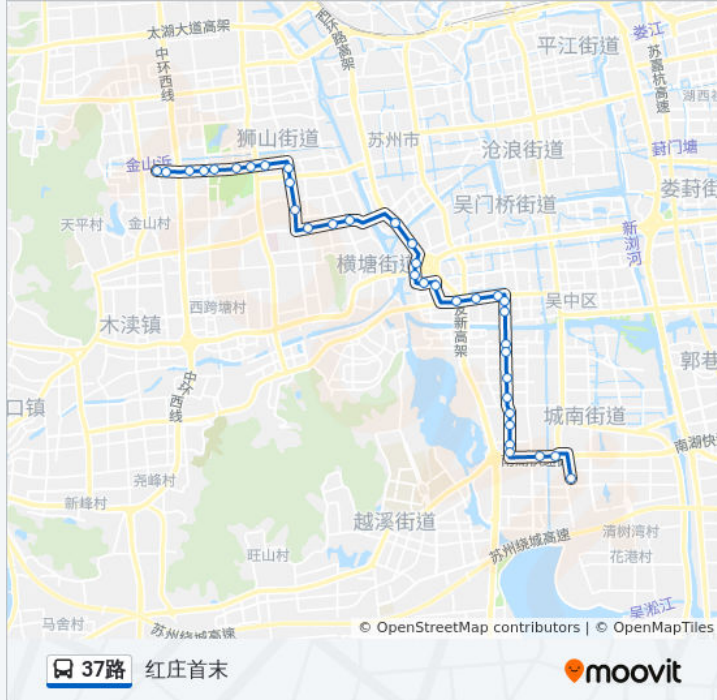 太湖大道高架
西环路高架
平江街道
娄江
中环西线
苏嘉杭高速
湖西社
狮山街道
苏州市
沧浪街道
葑门塘
金山浜
娄葑街
天平村
金山村
吴门桥街道
新浏河
横塘街道
西跨塘村
吴中区
木渎镇
友新高架
郭巷
中环西线
口镇
城南街道
南湖快
尧峰村
新峰村
越溪街道
清树湾村
苏州绕城高速
旺山村
花港村
吴淞江
马舍村
苏州绕城高速
© OpenStreetMap contributors | © OpenMapTiles
37路 红庄首末
moovit